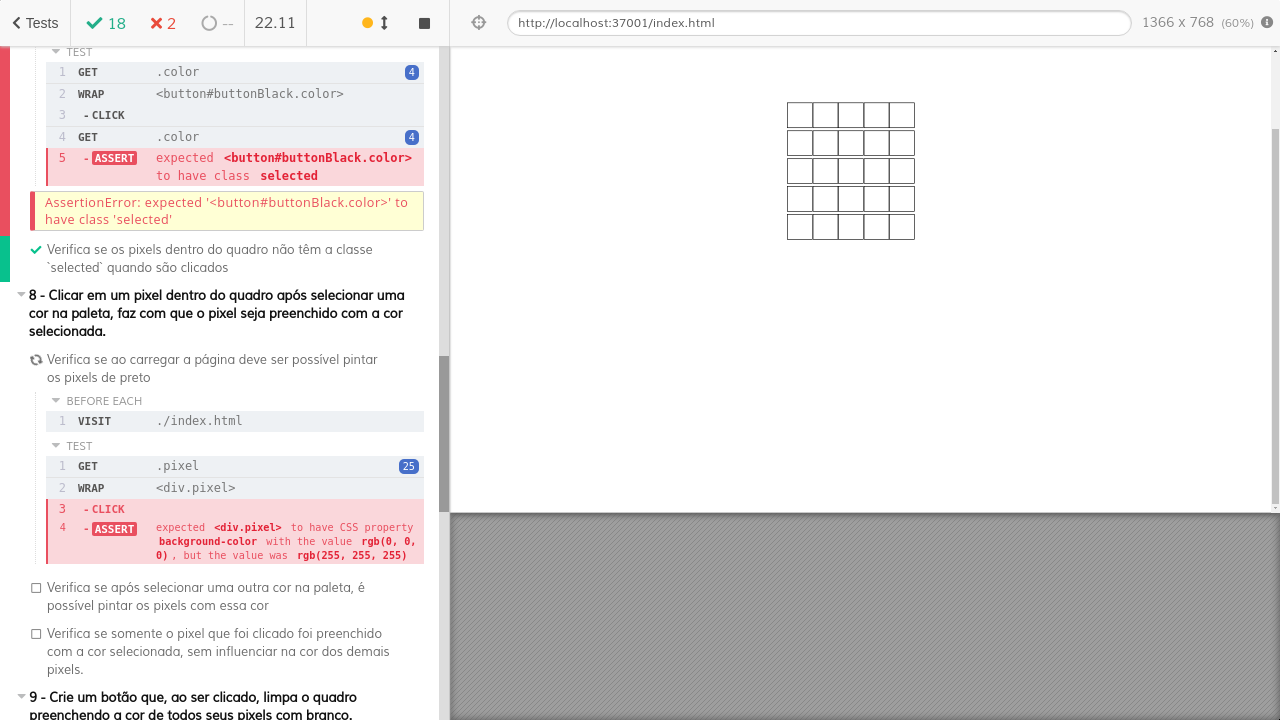 Tests 18 2 -- 22.11 http://localhost:37001/index.html 1366 x 768 (60%)
TEST
1 GET .color 4
2 WRAP <button#buttonBlack.color>
3 - CLICK
4 GET .color 4
5 - ASSERT expected <button#buttonBlack.color>
to have class selected
AssertionError: expected '<button#buttonBlack.color>' to
have class 'selected'
Verifica se os pixels dentro do quadro não têm a classe
`selected` quando são clicados
8 - Clicar em um pixel dentro do quadro após selecionar uma
cor na paleta, faz com que o pixel seja preenchido com a cor
selecionada.
Verifica se ao carregar a página deve ser possível pintar
os pixels de preto
BEFORE EACH
1 VISIT ./index.html
TEST
1 GET .pixel 25
2 WRAP <div.pixel>
3 - CLICK
4 - ASSERT expected <div.pixel> to have CSS property
background-color with the value rgb(0, 0,
0) , but the value was rgb(255, 255, 255)
Verifica se após selecionar uma outra cor na paleta, é
possível pintar os pixels com essa cor
Verifica se somente o pixel que foi clicado foi preenchido
com a cor selecionada, sem influenciar na cor dos demais
pixels.
9 - Crie um botão que, ao ser clicado, limpa o quadro
preenchendo a cor de todos seus pixels com branco.